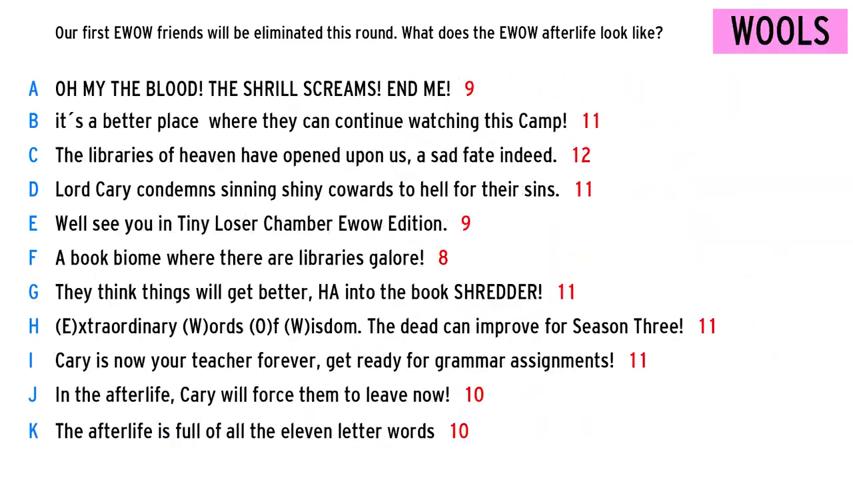 Our first EWOW friends will be eliminated this round. What does the EWOW afterlife look like?
WOOLS
A OH MY THE BLOOD! THE SHRILL SCREAMS! END ME! 9
B it´s a better place  where they can continue watching this Camp! 11
C The libraries of heaven have opened upon us, a sad fate indeed. 12
D Lord Cary condemns sinning shiny cowards to hell for their sins. 11
E Well see you in Tiny Loser Chamber Ewow Edition. 9
F A book biome where there are libraries galore! 8
G They think things will get better, HA into the book SHREDDER! 11
H (E)xtraordinary (W)ords (O)f (W)isdom. The dead can improve for Season Three! 11
I Cary is now your teacher forever, get ready for grammar assignments! 11
J In the afterlife, Cary will force them to leave now! 10
K The afterlife is full of all the eleven letter words 10